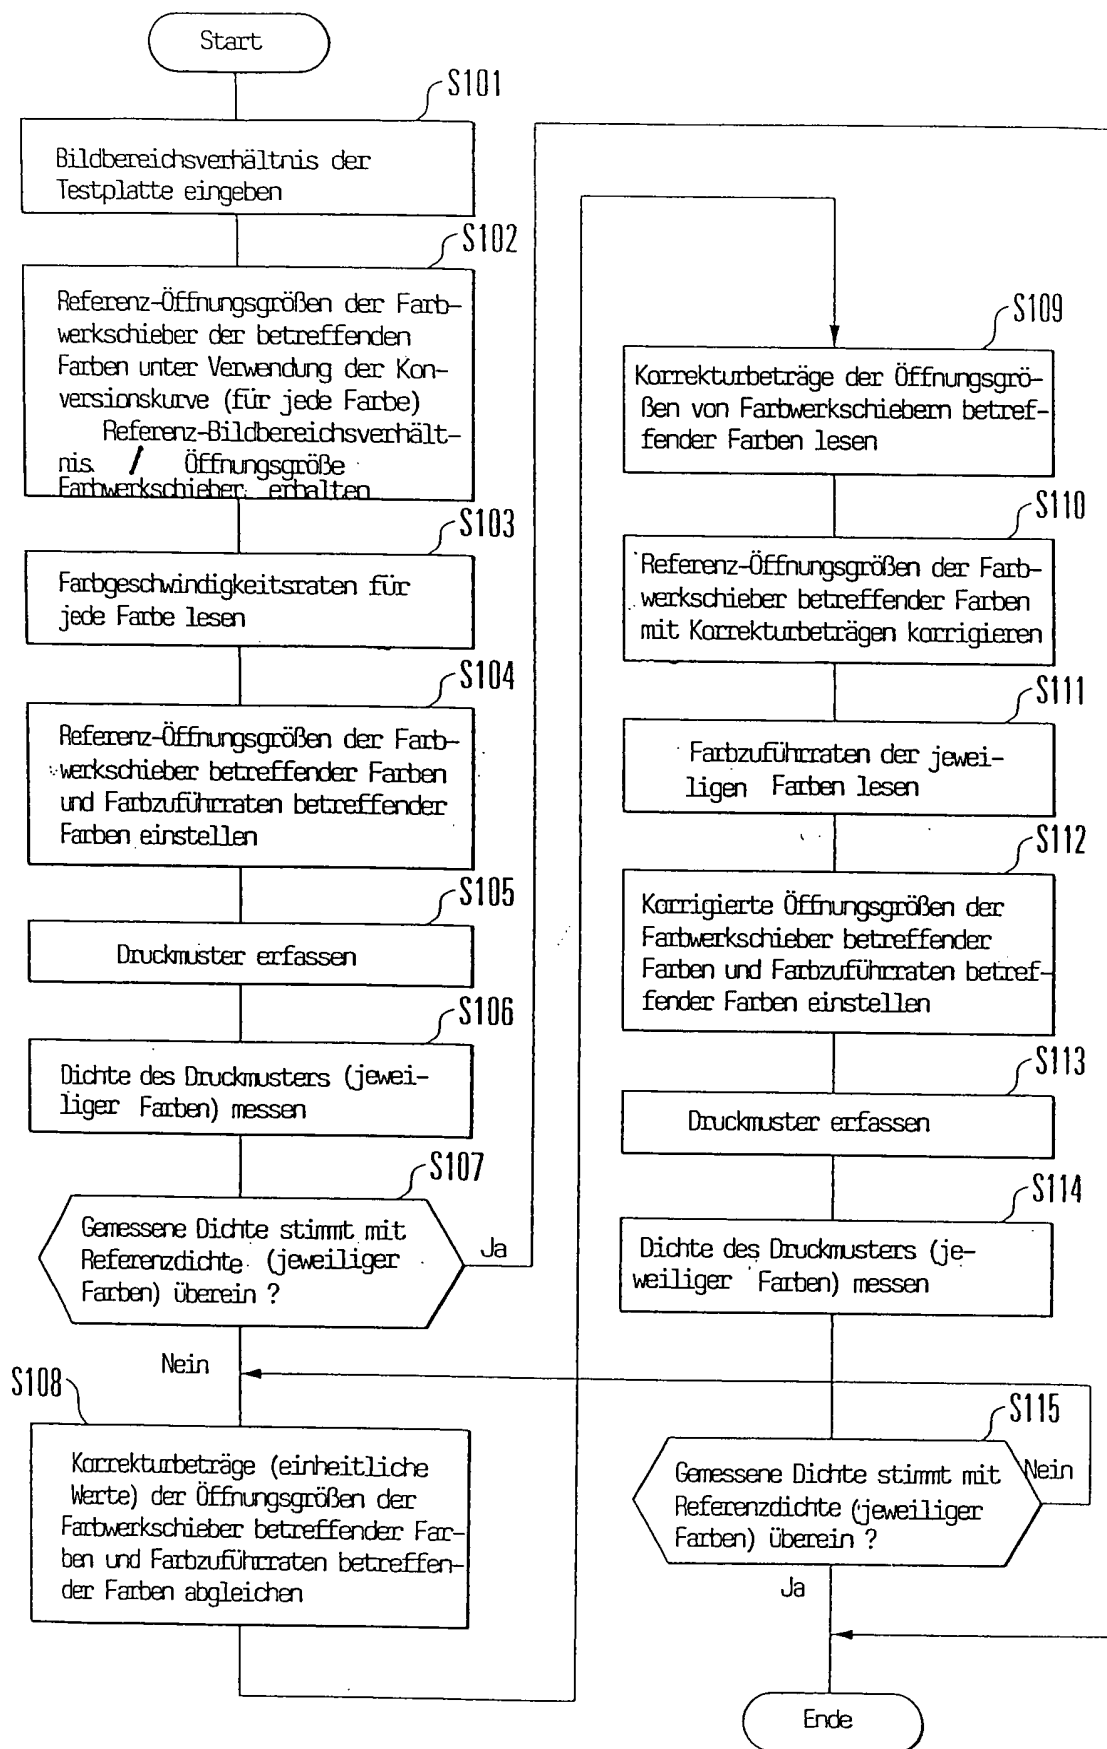 Start
S101
Bildbereichsverhältnis der
Testplatte eingeben
S102
Referenz-Öffnungsgrößen der Farb-
werkschieber der betreffenden
Farben unter Verwendung der Kon-
versionskurve (für jede Farbe)
Referenz-Bildbereichsverhält-
nis / Öffnungsgröße
Farbwerkschieber erhalten
S103
Farbgeschwindigkeitsraten für
jede Farbe lesen
S104
Referenz-Öffnungsgrößen der Farb-
werkschieber betreffender Farben
und Farbzuführraten betreffender
Farben einstellen
S105
Druckmuster erfassen
S106
Dichte des Druckmusters (jewei-
liger Farben) messen
S107
Gemessene Dichte stimmt mit
Referenzdichte (jeweiliger
Farben) überein ?
Ja
Nein
S108
Korrekturbeträge (einheitliche
Werte) der Öffnungsgrößen der
Farbwerkschieber betreffender Far-
ben und Farbzuführraten betreffen-
der Farben abgleichen
S109
Korrekturbeträge der Öffnungsgrö-
ßen von Farbwerkschiebern betref-
fender Farben lesen
S110
Referenz-Öffnungsgrößen der Farb-
werkschieber betreffender Farben
mit Korrekturbeträgen korrigieren
S111
Farbzuführraten der jewei-
ligen Farben lesen
S112
Korrigierte Öffnungsgrößen der
Farbwerkschieber betreffender
Farben und Farbzuführraten betref-
fender Farben einstellen
S113
Druckmuster erfassen
S114
Dichte des Druckmusters (je-
weiliger Farben) messen
S115
Gemessene Dichte stimmt mit
Referenzdichte (jeweiliger
Farben) überein ?
Nein
Ja
Ende